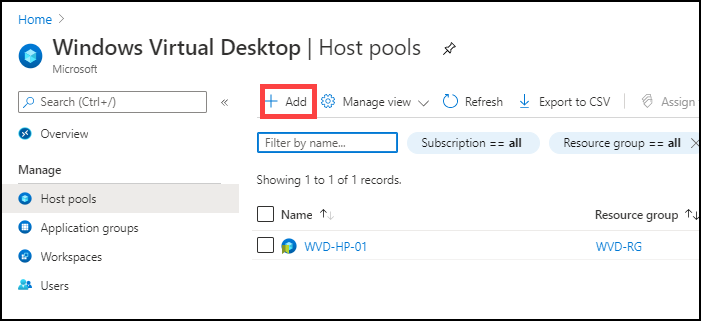 Home >
Windows Virtual Desktop | Host pools
Microsoft
Search (Ctrl+/)
«
+ Add
Manage view
Refresh
Export to CSV
Assign
Overview
Manage
Host pools
Application groups
Workspaces
Users
Filter by name...
Subscription == all
Resource group == all
Showing 1 to 1 of 1 records.
Name ↑↓
Resource group ↑↓
WVD-HP-01
WVD-RG